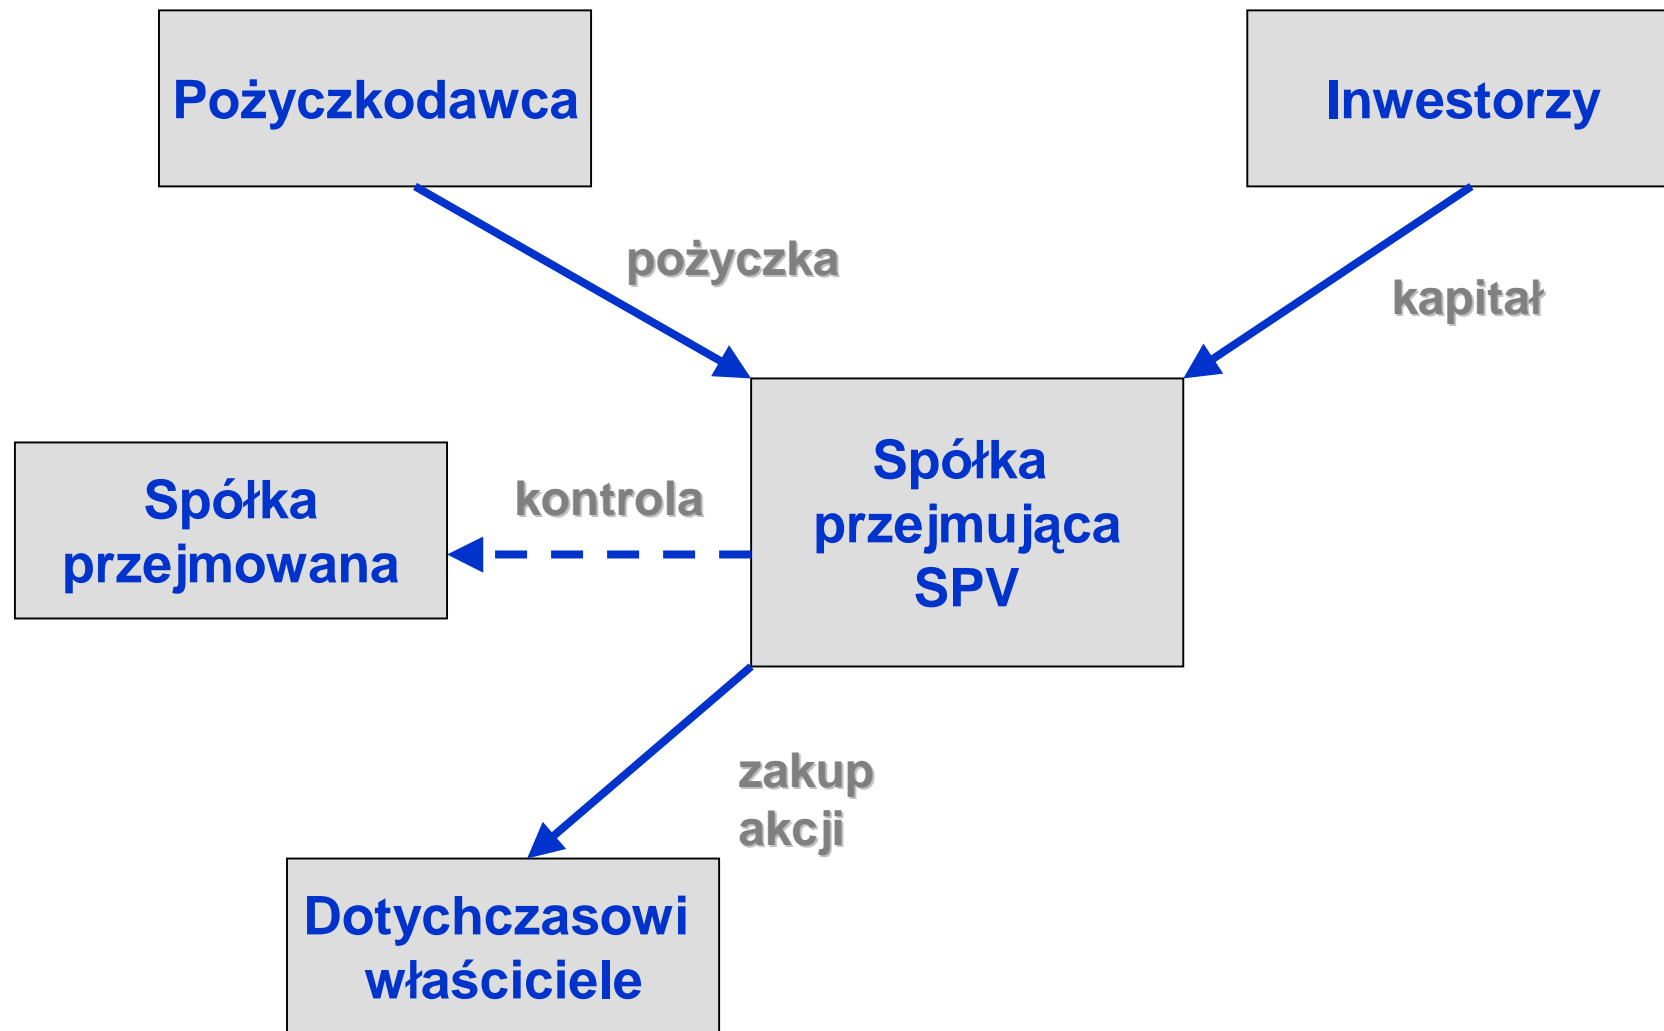 Pożyczkodawca
Inwestorzy
pożyczka
kapitał
Spółka
przejmowana
kontrola
Spółka
przejmująca
SPV
zakup
akcji
Dotychczasowi
właściciele